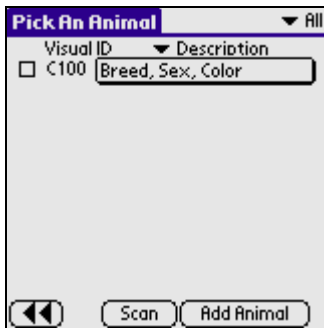 Pick An Animal All
Visual ID Description
C100 Breed, Sex, Color
Scan Add Animal